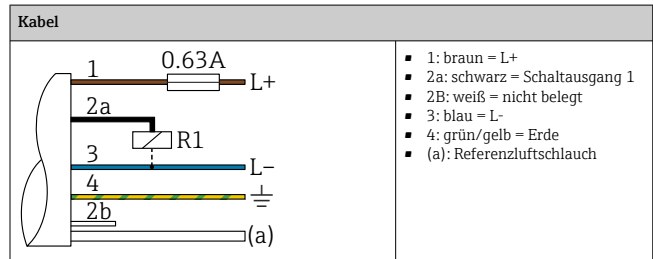 Kabel
1
0.63A
L+
2a
R1
3
L-
4
2b
(a)
▪ 1: braun = L+
▪ 2a: schwarz = Schaltausgang 1
▪ 2B: weiß = nicht belegt
▪ 3: blau = L-
▪ 4: grün/gelb = Erde
▪ (a): Referenzluftschlauch